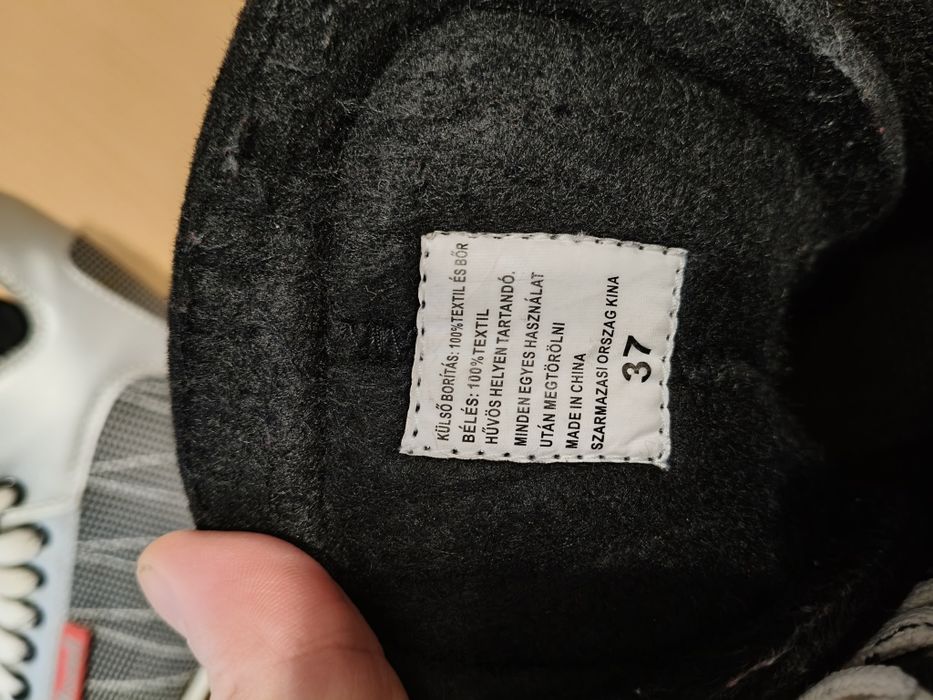 KÜLSŐ BORÍTÁS: 100%TEXTIL ÉS BŐR
BÉLÉS: 100%TEXTIL
HŰVÖS HELYEN TARTANDÓ.
MINDEN EGYES HASZNÁLAT
UTÁN MEGTÖRÖLNI
MADE IN CHINA
SZARMAZASI ORSZAG KINA
37